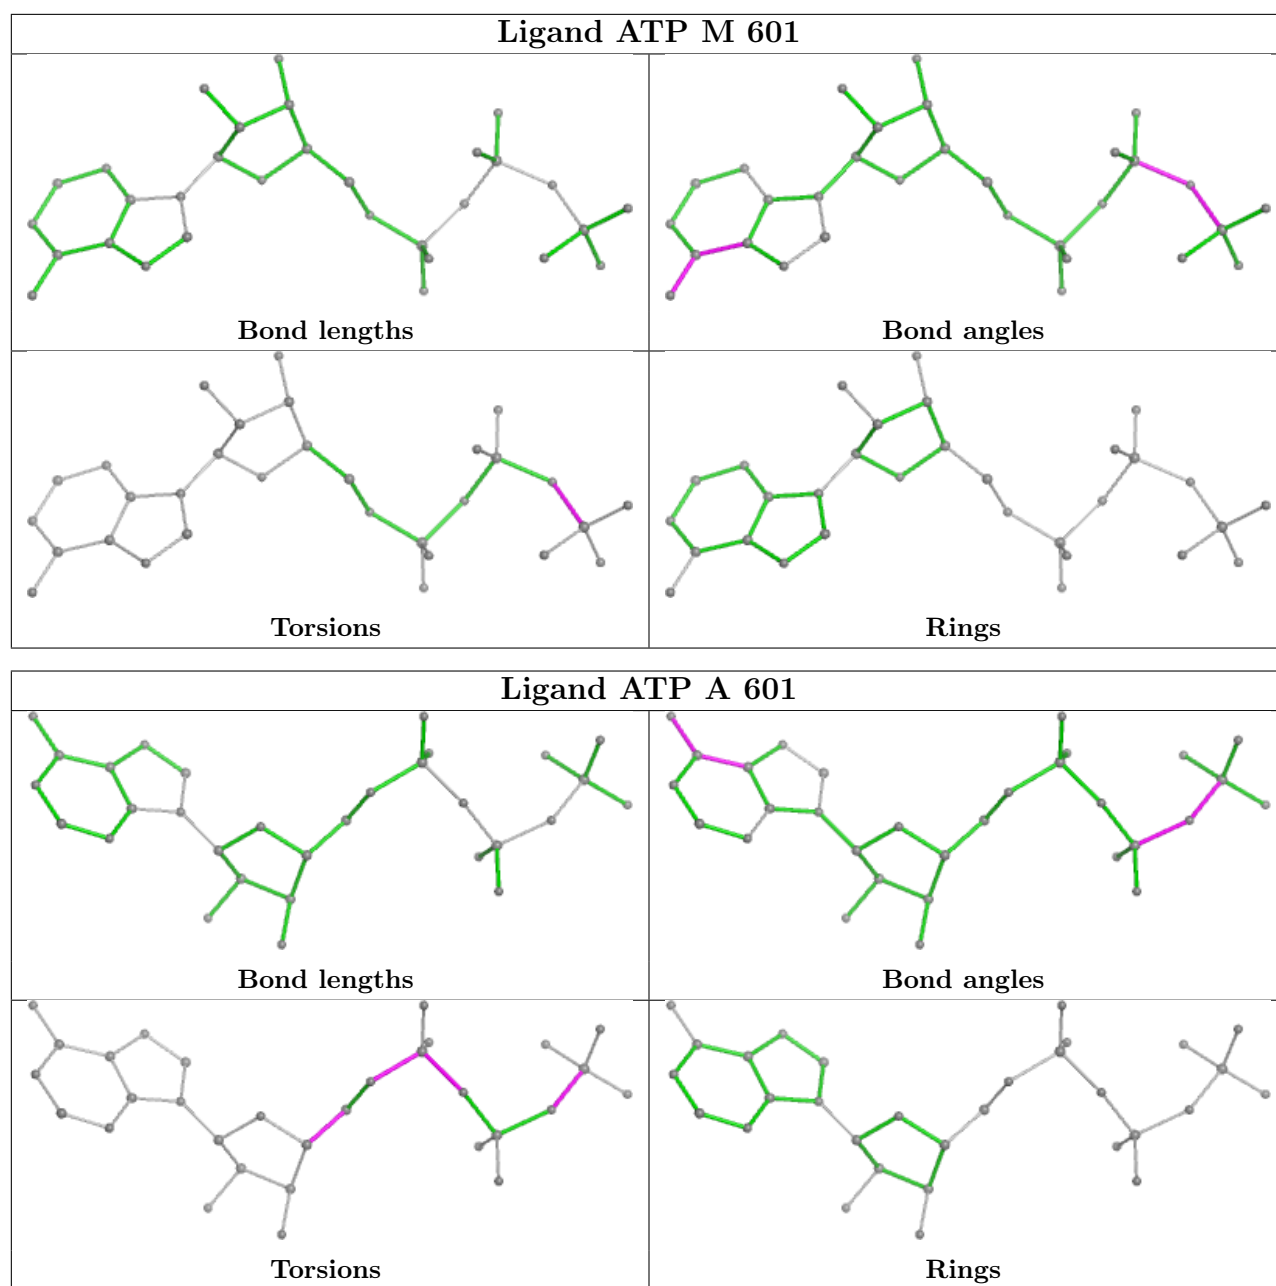 Ligand ATP M 601
Bond lengths
Bond angles
Torsions
Rings
Ligand ATP A 601
Bond lengths
Bond angles
Torsions
Rings